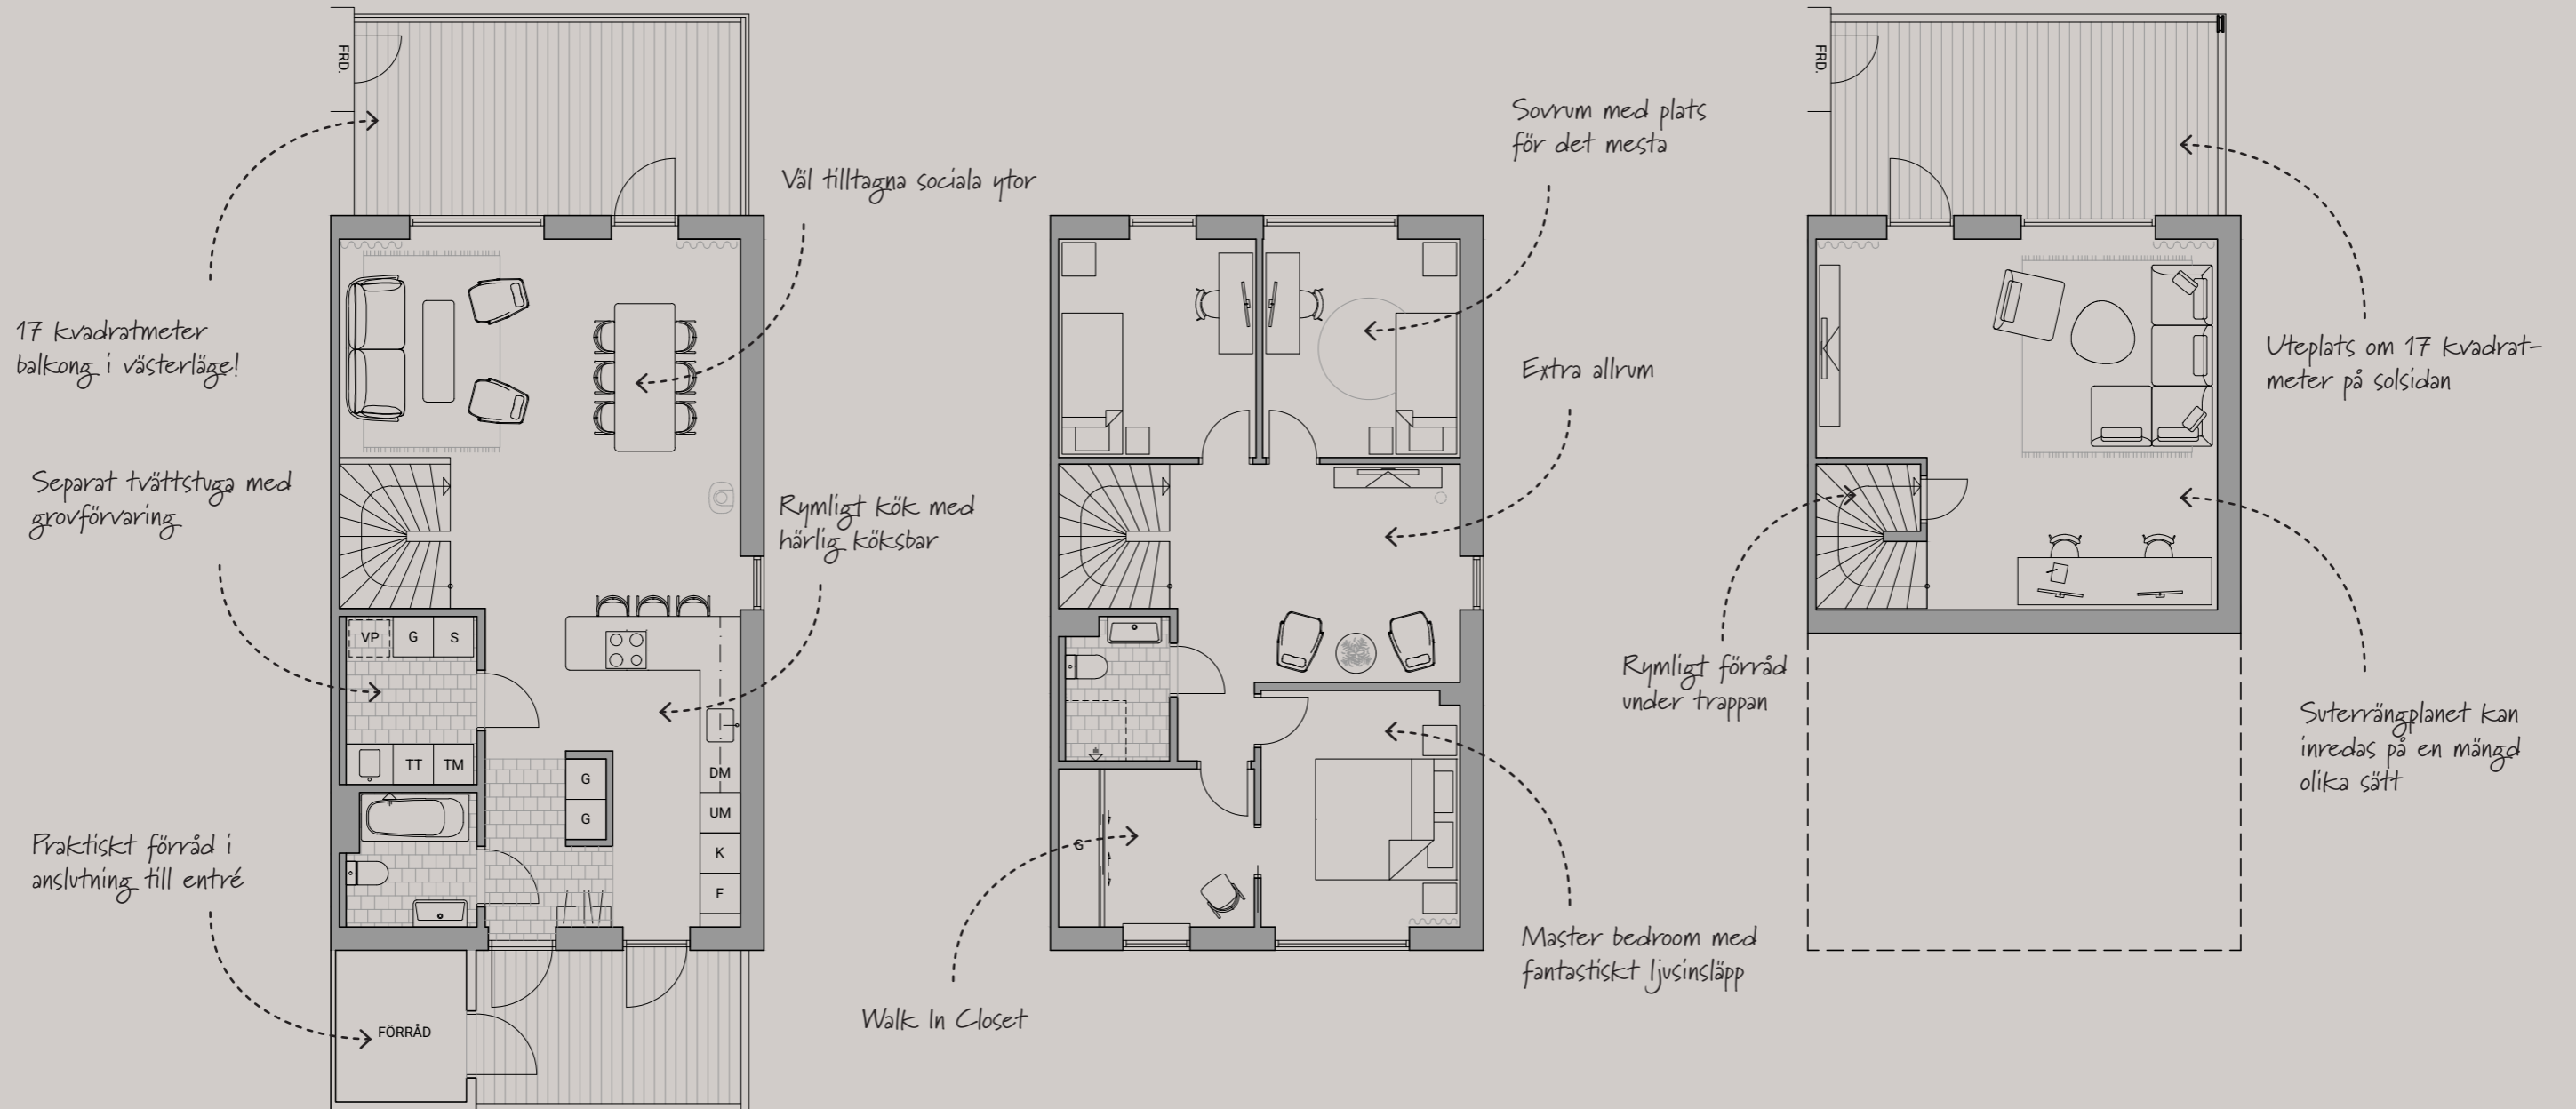 FRD.
17 kvadratmeter
balkong i västerläge!
Väl tilltagna sociala ytor
Separat tvättstuga med
grovförvaring
Rymligt kök med
härlig köksbar
VP G S
TT TM
G
G
DM
UM
K
F
Praktiskt förråd i
anslutning till entré
FÖRRÅD
Sovrum med plats
för det mesta
Extra allrum
G
Walk In Closet
Master bedroom med
fantastiskt ljusinsläpp
FRD.
Uteplats om 17 kvadrat-
meter på solsidan
Rymligt förråd
under trappan
Suterrängplanet kan
inredas på en mängd
olika sätt